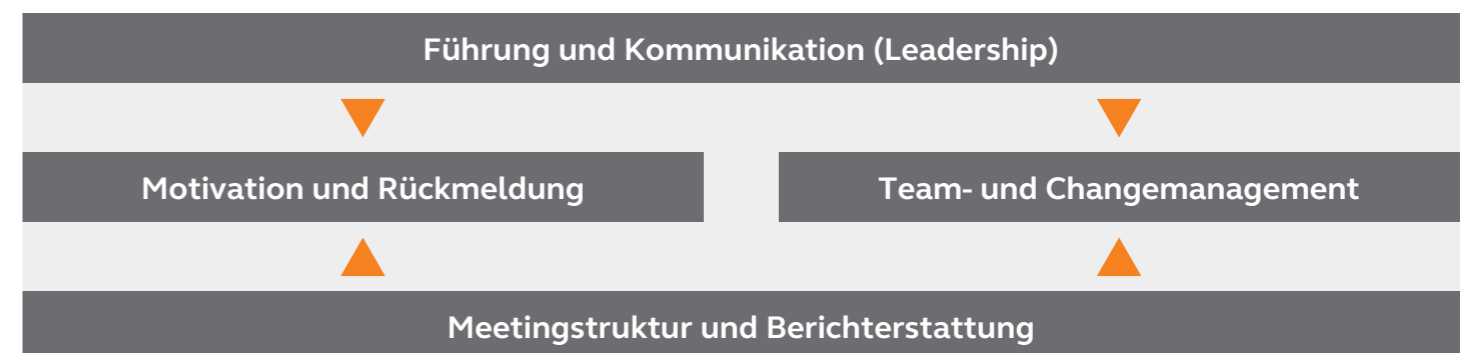 Führung und Kommunikation (Leadership)
Motivation und Rückmeldung
Team- und Changemanagement
Meetingstruktur und Berichterstattung